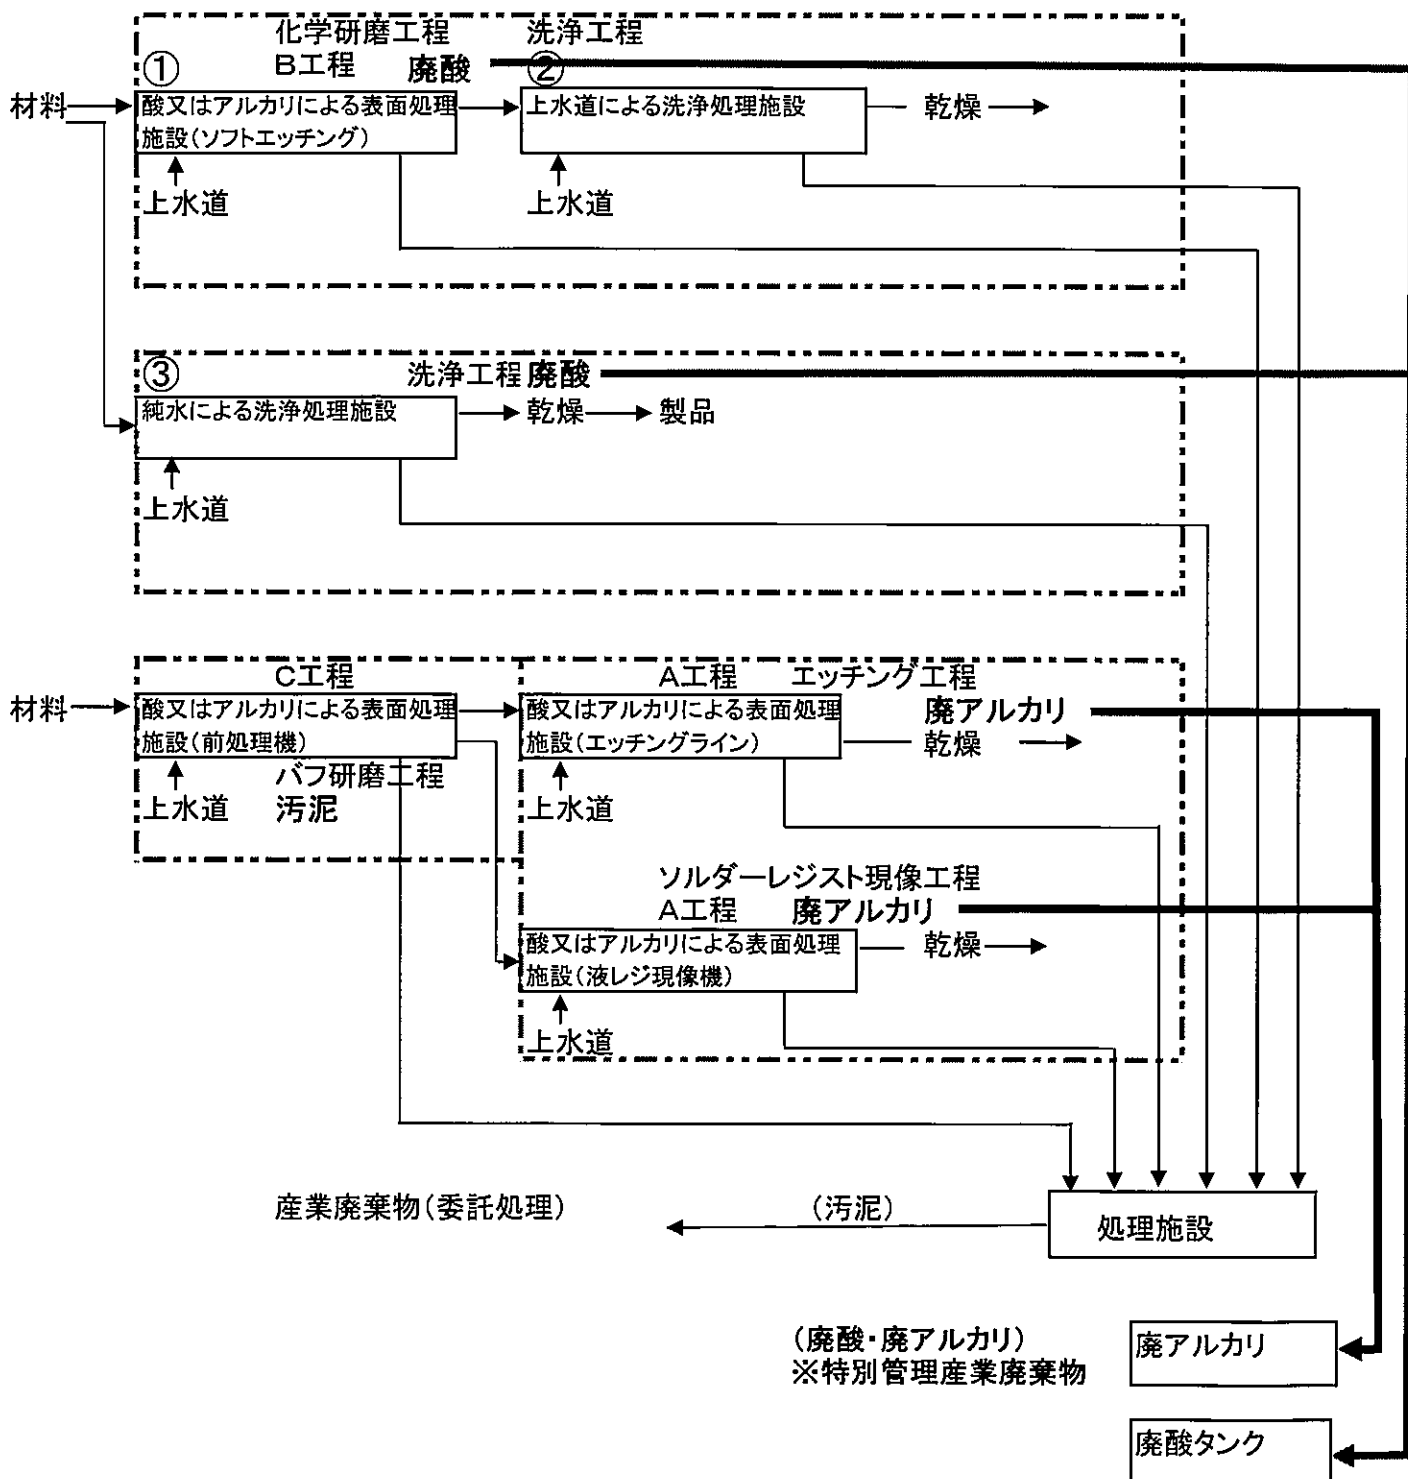 化学研磨工程 洗浄工程
① B工程 廃酸 ②
材料 酸又はアルカリによる表面処理 上水道による洗浄処理施設 乾燥
施設(ソフトエッチング)
上水道 上水道
③ 洗浄工程 廃酸
純水による洗浄処理施設 乾燥 製品
上水道
C工程 A工程 エッチング工程
材料 酸又はアルカリによる表面処理 酸又はアルカリによる表面処理 廃アルカリ
施設(前処理機) 施設(エッチングライン) 乾燥
バフ研磨工程
上水道 汚泥 上水道
ソルダーレジスト現像工程
A工程 廃アルカリ
酸又はアルカリによる表面処理 乾燥
施設(液レジ現像機)
上水道
産業廃棄物(委託処理) (汚泥) 処理施設
(廃酸・廃アルカリ) 廃アルカリ
※特別管理産業廃棄物
廃酸タンク